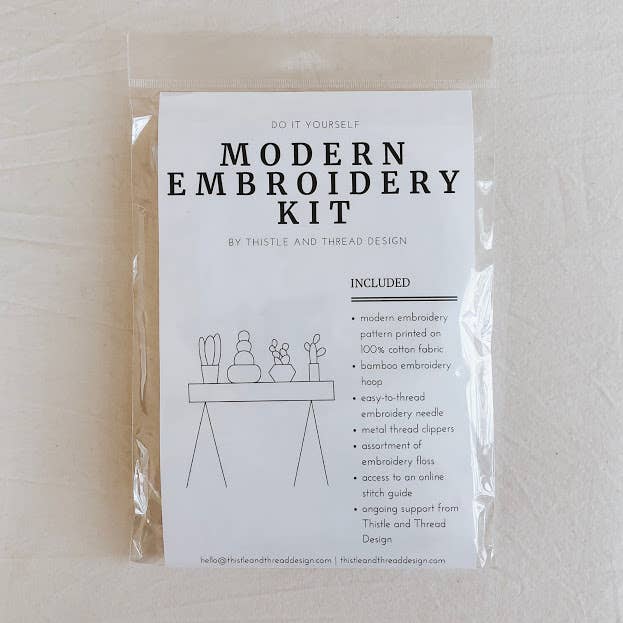 DO IT YOURSELF
MODERN
EMBROIDERY
KIT
BY THISTLE AND THREAD DESIGN
INCLUDED
• modern embroidery
pattern printed on
100% cotton fabric
• bamboo embroidery
hoop
• easy-to-thread
embroidery needle
• metal thread clippers
• assortment of
embroidery floss
• access to an online
stitch guide
• ongoing support from
Thistle and Thread
Design
hello@thistleandthreaddesign.com | thistleandthreaddesign.com